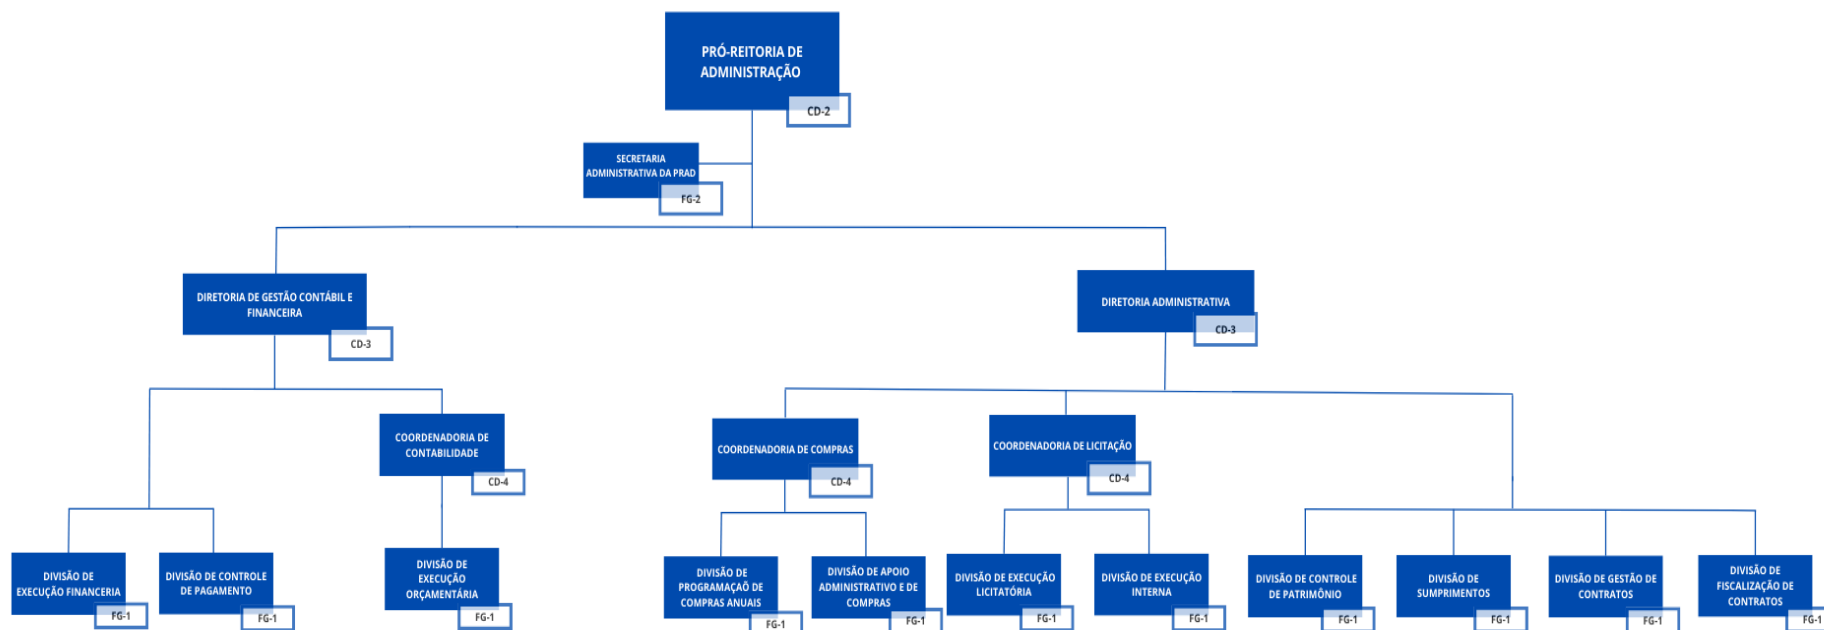 PRÓ-REITORIA DE
ADMINISTRAÇÃO
CD-2
SECRETARIA
ADMINISTRATIVA DA PRAD
FG-2
DIRETORIA DE GESTÃO CONTÁBIL E
FINANCEIRA
CD-3
DIRETORIA ADMINISTRATIVA
CD-3
COORDENADORIA DE
CONTABILIDADE
CD-4
COORDENADORIA DE COMPRAS
CD-4
COORDENADORIA DE LICITAÇÃO
CD-4
DIVISÃO DE
EXECUÇÃO FINANCERIA
FG-1
DIVISÃO DE CONTROLE
DE PAGAMENTO
FG-1
DIVISÃO DE
EXECUÇÃO
ORÇAMENTÁRIA
FG-1
DIVISÃO DE
PROGRAMAÇAÕ DE
COMPRAS ANUAIS
FG-1
DIVISÃO DE APOIO
ADMINISTRATIVO E DE
COMPRAS
FG-1
DIVISÃO DE EXECUÇÃO
LICITATÓRIA
FG-1
DIVISÃO DE EXECUÇÃO
INTERNA
FG-1
DIVISÃO DE CONTROLE
DE PATRIMÔNIO
FG-1
DIVISÃO DE
SUMPRIMENTOS
FG-1
DIVISÃO DE GESTÃO DE
CONTRATOS
FG-1
DIVISÃO DE
FISCALIZAÇÃO DE
CONTRATOS
FG-1